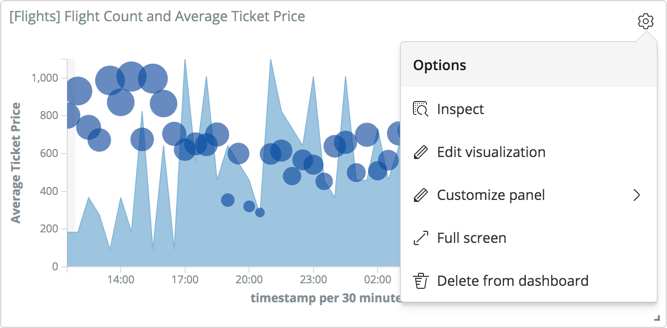 [Flights] Flight Count and Average Ticket Price
Options
Inspect
Edit visualization
Customize panel
Full screen
Delete from dashboard
Average Ticket Price
1,000
800
600
400
200
0
14:00
17:00
20:00
23:00
02:00
timestamp per 30 minute